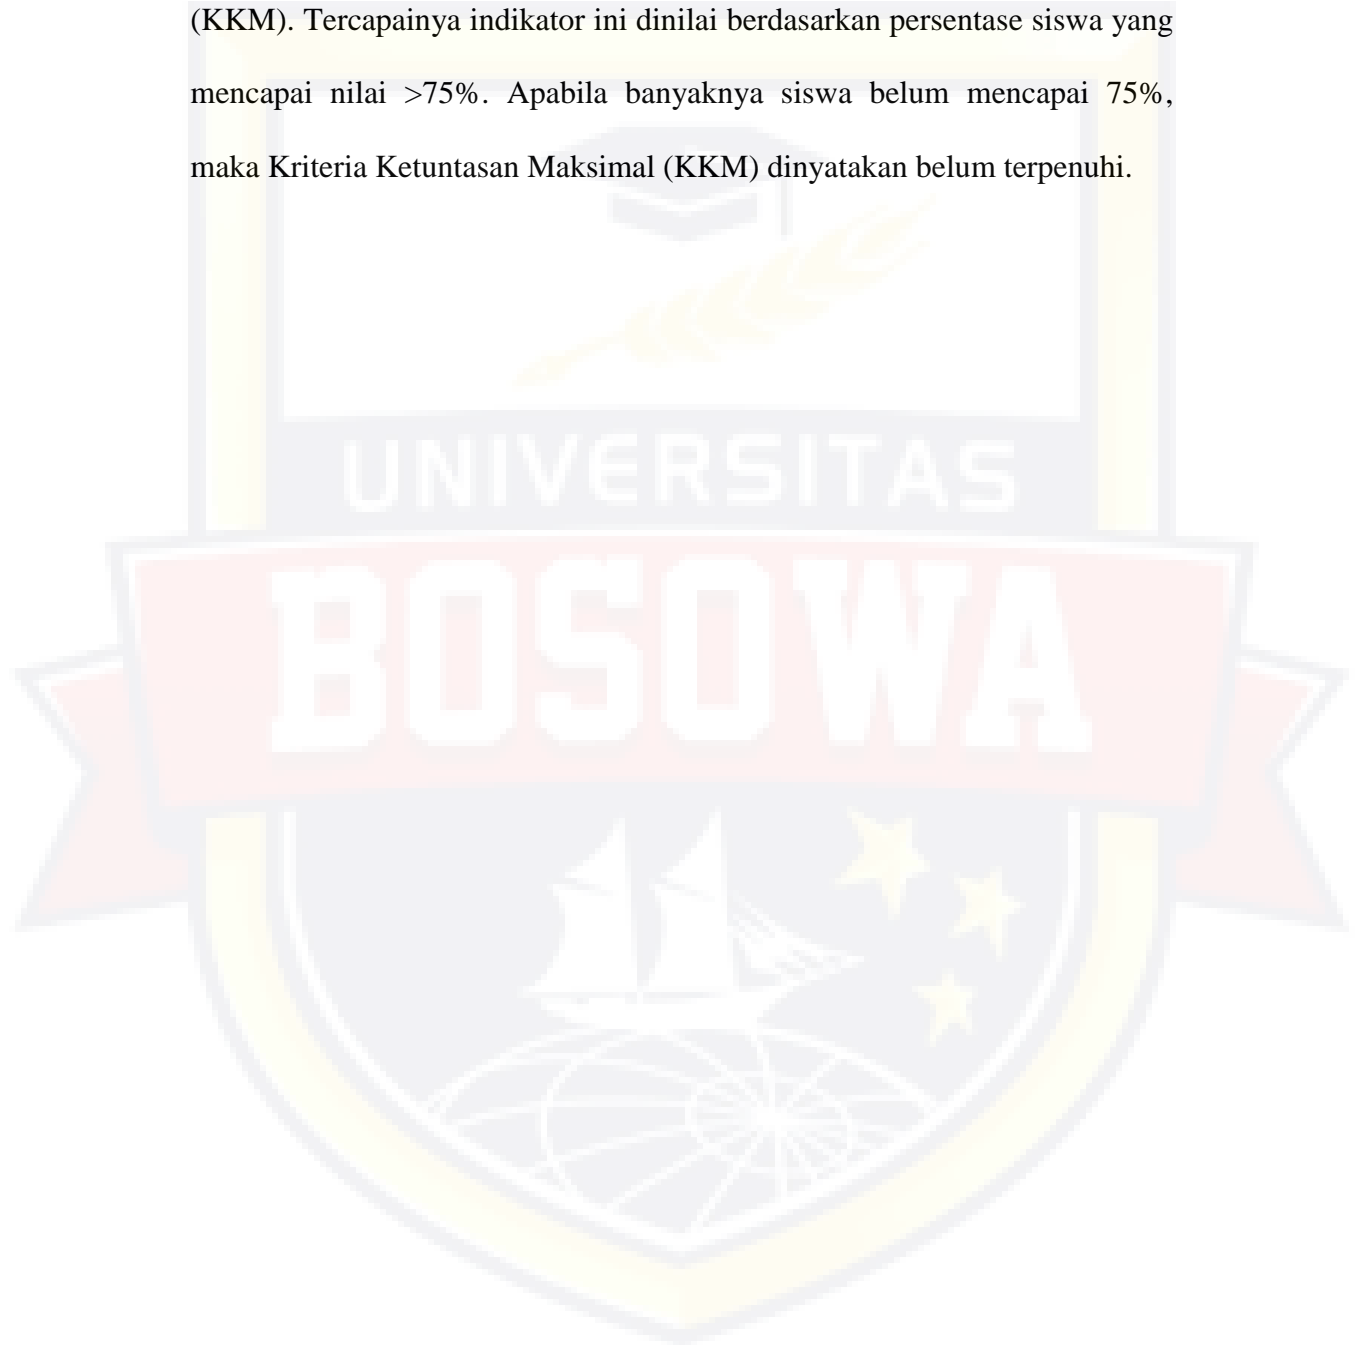 (KKM). Tercapainya indikator ini dinilai berdasarkan persentase siswa yang
mencapai nilai >75%. Apabila banyaknya siswa belum mencapai 75%,
maka Kriteria Ketuntasan Maksimal (KKM) dinyatakan belum terpenuhi.
UNIVERSITAS
BOSOWA